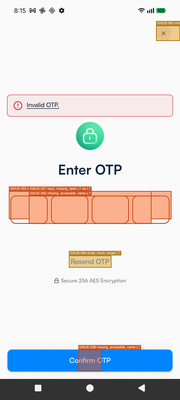 8:15
Invalid OTP.
Enter OTP
Resend OTP
Secure 256 AES Encryption
Confirm OTP